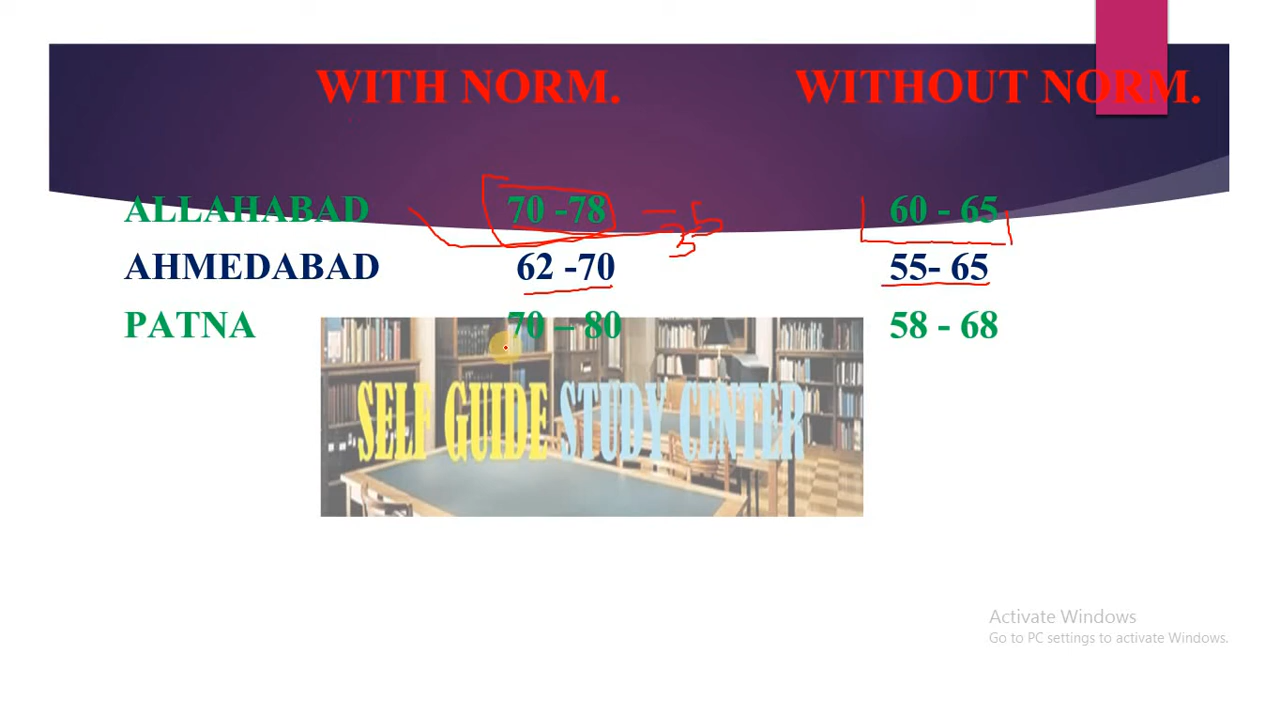 WITH NORM. WITHOUT NORM.
ALLAHABAD 70 -78 60 - 65
AHMEDABAD 62 -70 55- 65
PATNA 70 – 80 58 - 68
SELF GUIDE STUDY CENTER
Activate Windows
Go to PC settings to activate Windows.